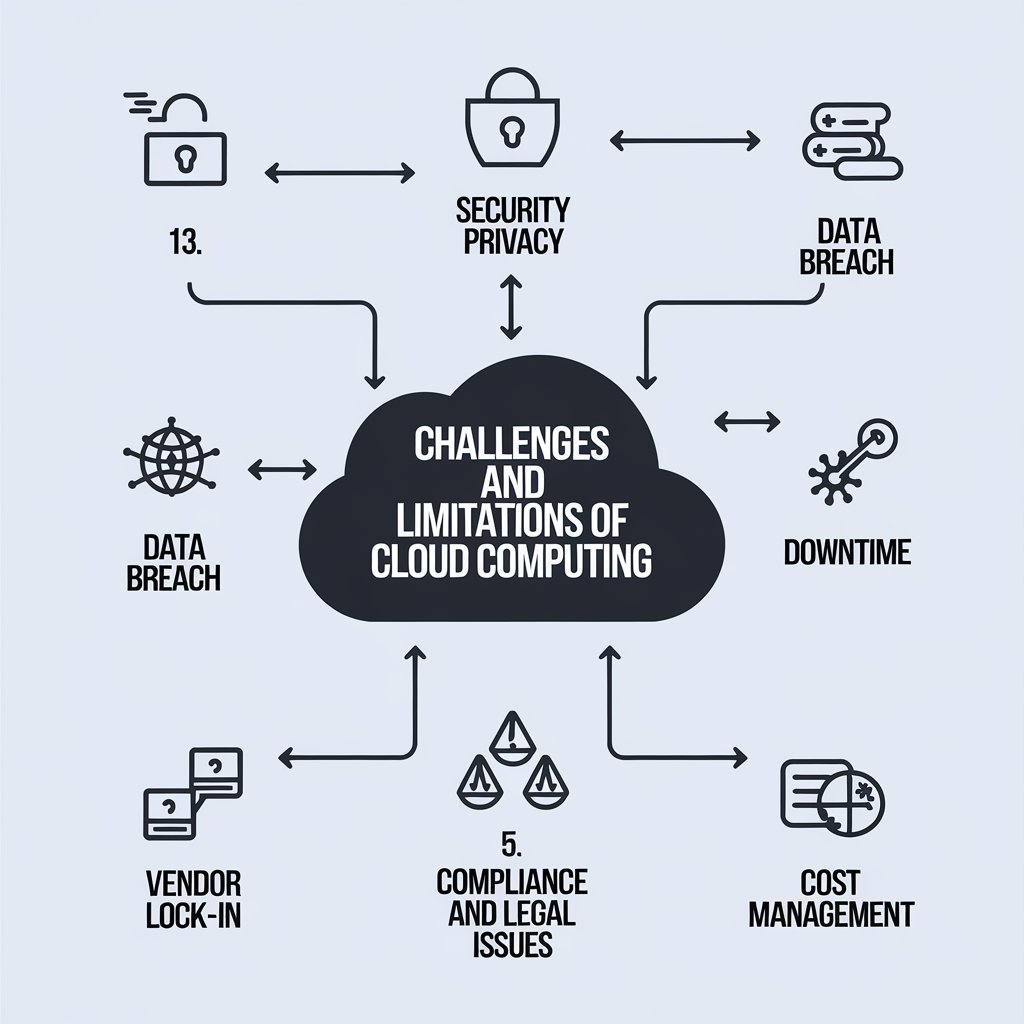 13.
SECURITY
PRIVACY
DATA
BREACH
CHALLENGES
AND
LIMITATIONS OF
CLOUD COMPUTING
DATA
BREACH
DOWNTIME
VENDOR
LOCK-IN
5.
COMPLIANCE
AND LEGAL
ISSUES
COST
MANAGEMENT